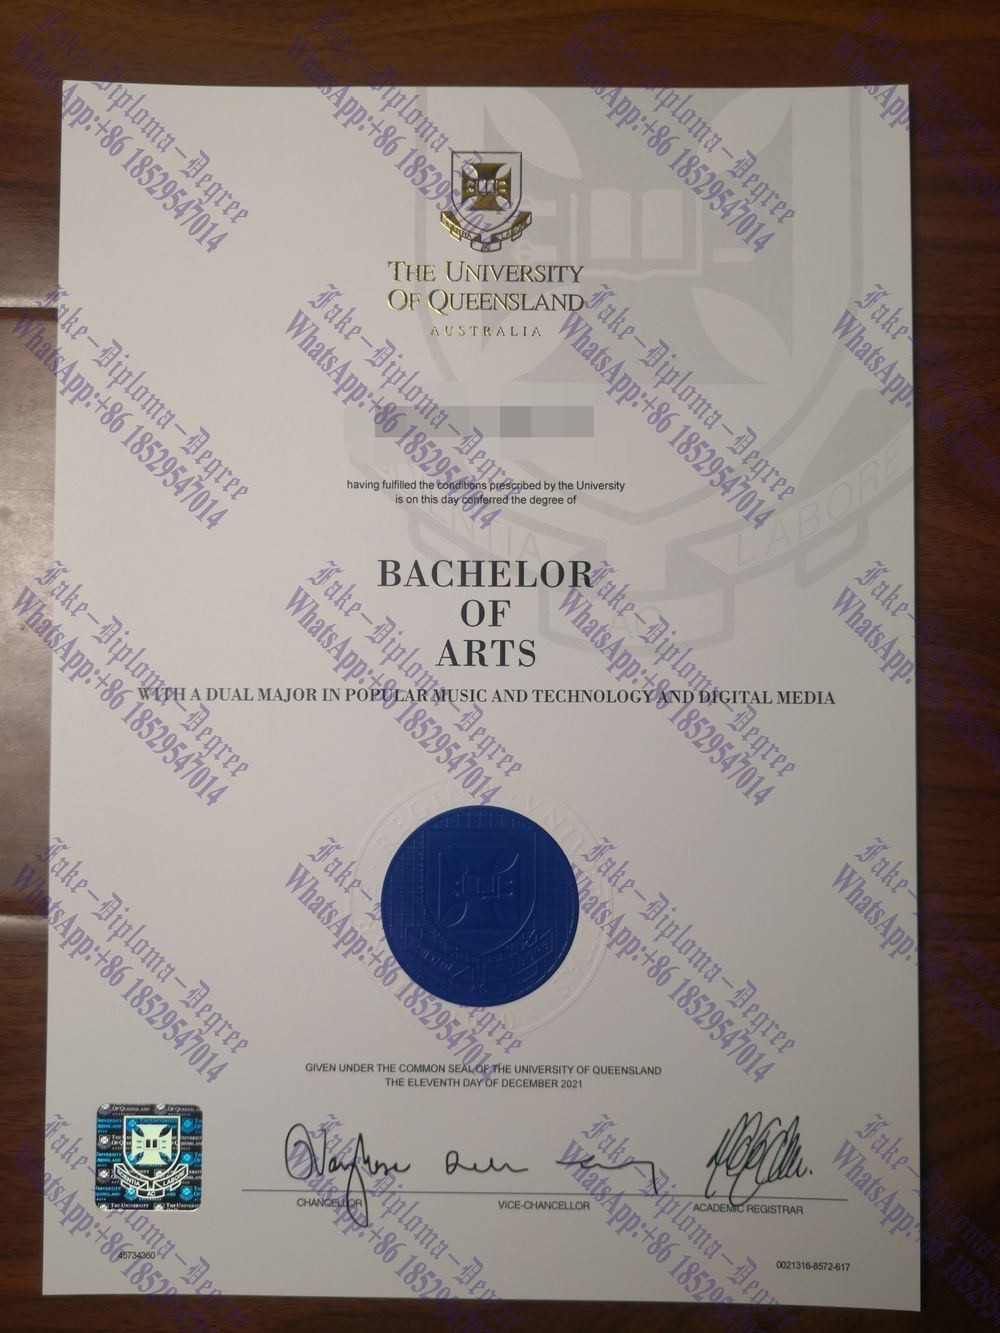 THE UNIVERSITY
OF QUEENSLAND
AUSTRALIA
having fulfilled the conditions prescribed by the University
is on this day conferred the degree of
BACHELOR
OF
ARTS
WITH A DUAL MAJOR IN POPULAR MUSIC AND TECHNOLOGY AND DIGITAL MEDIA
GIVEN UNDER THE COMMON SEAL OF THE UNIVERSITY OF QUEENSLAND
THE ELEVENTH DAY OF DECEMBER 2021
CHANCELLOR
VICE-CHANCELLOR
ACADEMIC REGISTRAR
45734360
0021316-8572-617
Fake-Diploma-Degree
WhatsApp:+86 18529547014